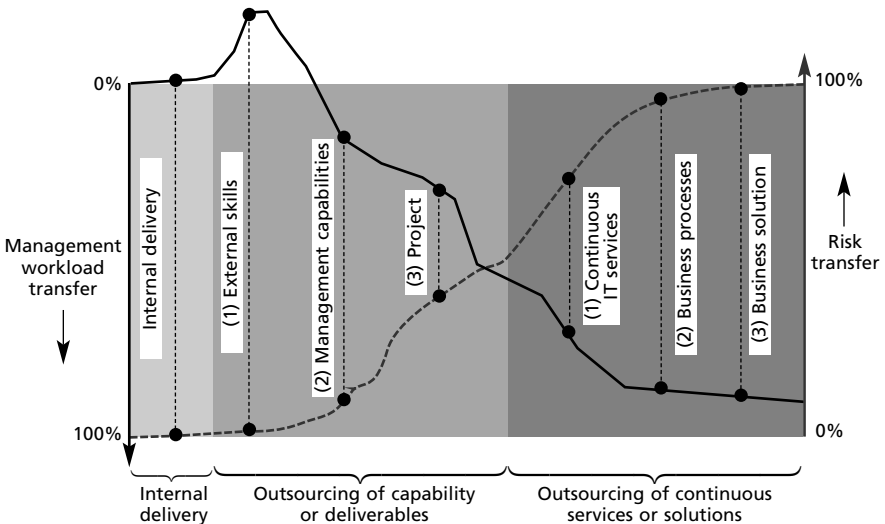 0%
100%
Management
workload
transfer
Internal delivery
(1) External skills
(2) Management capabilities
(3) Project
(1) Continuous
IT services
(2) Business processes
(3) Business solution
100%
Risk
transfer
0%
Internal
delivery
Outsourcing of capability
or deliverables
Outsourcing of continuous
services or solutions